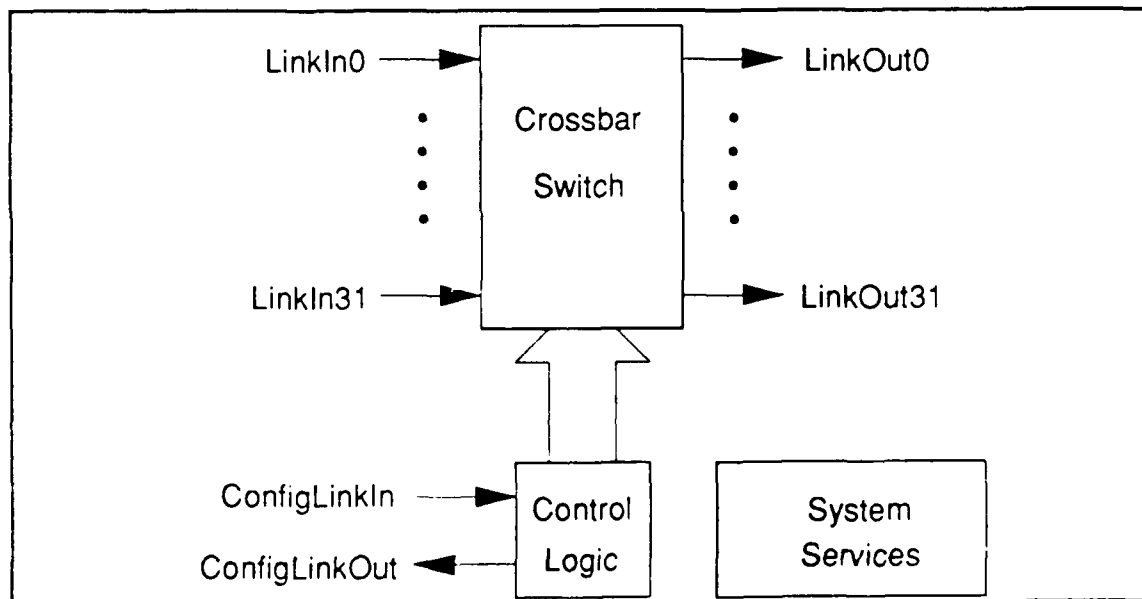 LinkIn0
LinkOut0
Crossbar
Switch
LinkIn31
LinkOut31
ConfigLinkIn
ConfigLinkOut
Control
Logic
System
Services